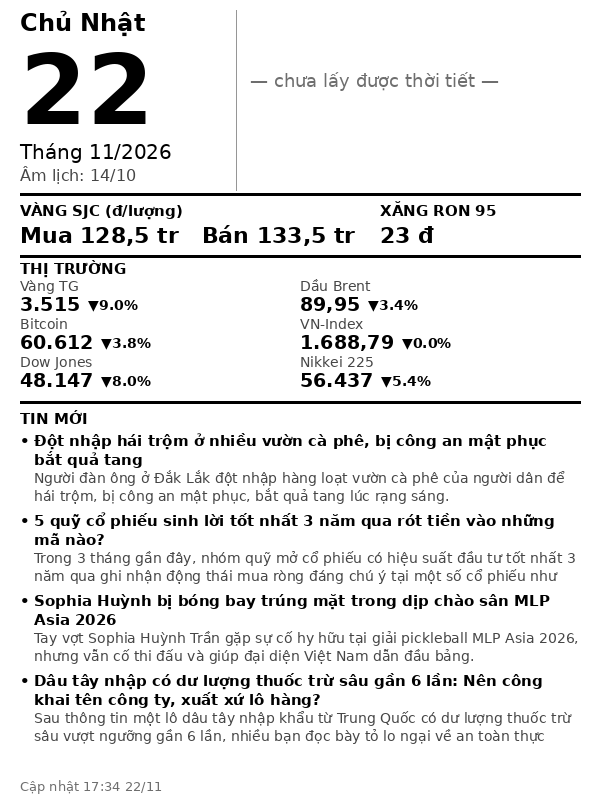 Chủ Nhật
22
Tháng 11/2026
Âm lịch: 14/10
— chưa lấy được thời tiết —
VÀNG SJC (đ/lượng)
Mua 128,5 tr Bán 133,5 tr
XĂNG RON 95
23 đ
THỊ TRƯỜNG
Vàng TG
3.515 ▼9.0%
Dầu Brent
89,95 ▼3.4%
Bitcoin
60.612 ▼3.8%
VN-Index
1.688,79 ▼0.0%
Dow Jones
48.147 ▼8.0%
Nikkei 225
56.437 ▼5.4%
TIN MỚI
• Đột nhập hái trộm ở nhiều vườn cà phê, bị công an mật phục
bắt quả tang
Người đàn ông ở Đắk Lắk đột nhập hàng loạt vườn cà phê của người dân để
hái trộm, bị công an mật phục, bắt quả tang lúc rạng sáng.
• 5 quỹ cổ phiếu sinh lời tốt nhất 3 năm qua rót tiền vào những
mã nào?
Trong 3 tháng gần đây, nhóm quỹ mở cổ phiếu có hiệu suất đầu tư tốt nhất 3
năm qua ghi nhận động thái mua ròng đáng chú ý tại một số cổ phiếu như
• Sophia Huỳnh bị bóng bay trúng mặt trong dịp chào sân MLP
Asia 2026
Tay vợt Sophia Huỳnh Trần gặp sự cố hy hữu tại giải pickleball MLP Asia 2026,
nhưng vẫn cố thi đấu và giúp đại diện Việt Nam dẫn đầu bảng.
• Dâu tây nhập có dư lượng thuốc trừ sâu gần 6 lần: Nên công
khai tên công ty, xuất xứ lô hàng?
Sau thông tin một lô dâu tây nhập khẩu từ Trung Quốc có dư lượng thuốc trừ
sâu vượt ngưỡng gần 6 lần, nhiều bạn đọc bày tỏ lo ngại về an toàn thực
Cập nhật 17:34 22/11